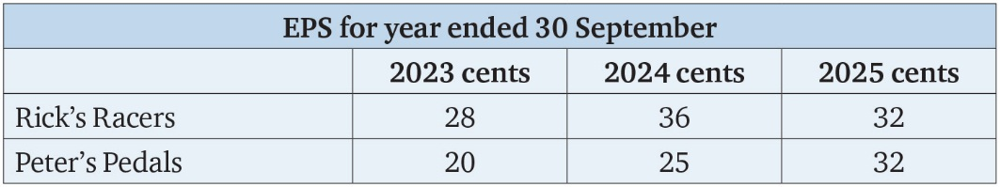 EPS for year ended 30 September
2023 cents 2024 cents 2025 cents
Rick’s Racers 28 36 32
Peter’s Pedals 20 25 32